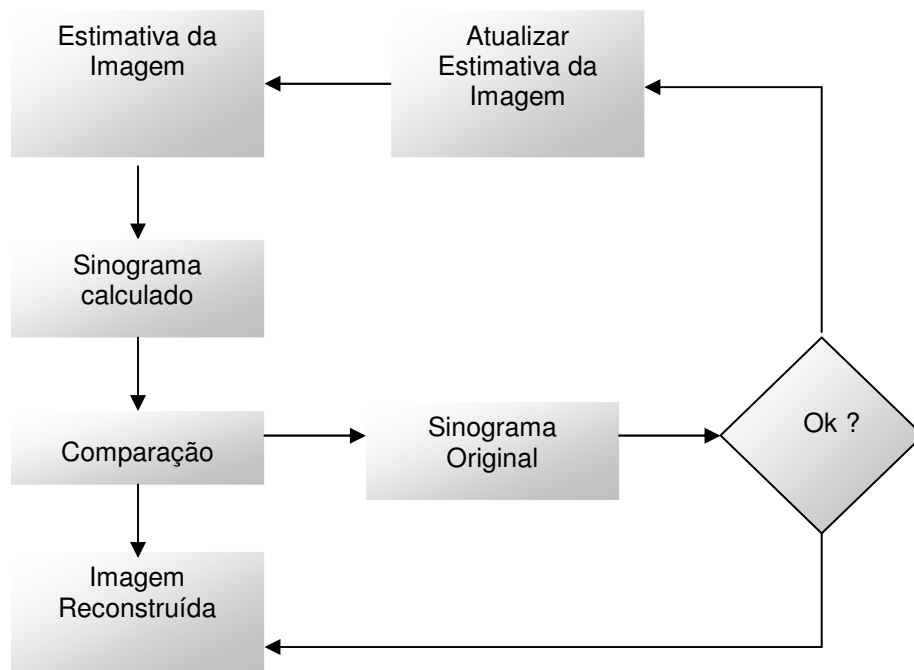 Estimativa da
Imagem
Atualizar
Estimativa da
Imagem
Sinograma
calculado
Comparação
Sinograma
Original
Ok ?
Imagem
Reconstruída